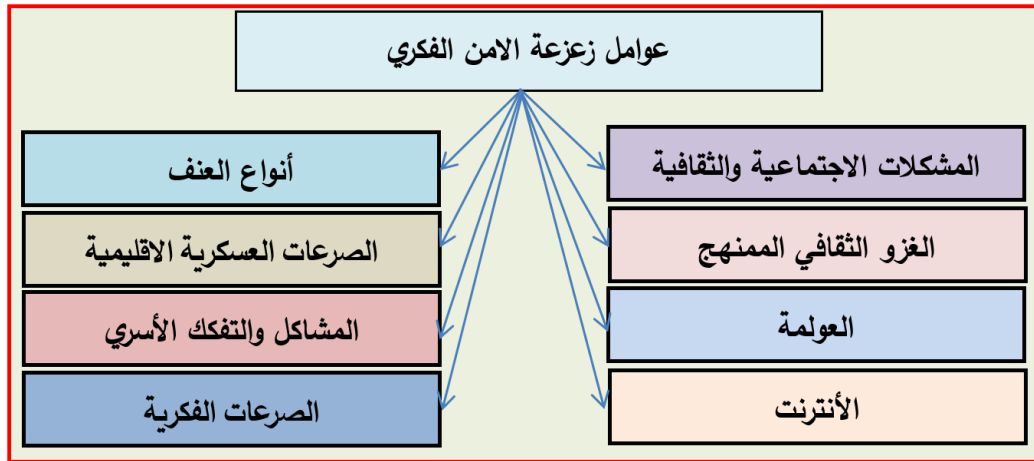 عوامل زعزعة الامن الفكري
المشكلات الاجتماعية والثقافية
أنواع العنف
الغزو الثقافي الممنهج
الصرعات العسكرية الاقليمية
العولمة
المشاكل والتفكك الأسري
الأنترنت
الصرعات الفكرية